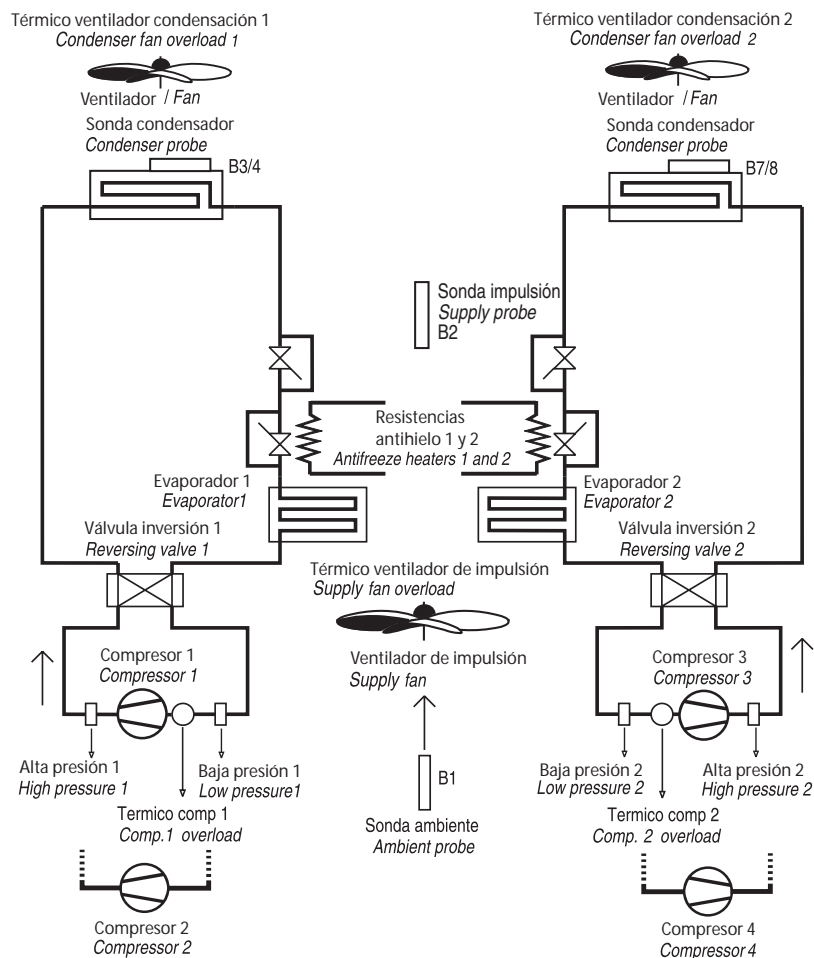 Térmico ventilador condensación 1
Condenser fan overload 1
Ventilador / Fan
Sonda condensador
Condenser probe
B3/4
Térmico ventilador condensación 2
Condenser fan overload 2
Ventilador / Fan
Sonda condensador
Condenser probe
B7/8
Sonda impulsión
Supply probe
B2
Resistencias
antihielo 1 y 2
Antifreeze heaters 1 and 2
Evaporador 1
Evaporator1
Evaporador 2
Evaporator 2
Válvula inversión 1
Reversing valve 1
Válvula inversión 2
Reversing valve 2
Térmico ventilador de impulsión
Supply fan overload
Ventilador de impulsión
Supply fan
Compresor 1
Compressor 1
Compresor 3
Compressor 3
Alta presión 1
High pressure 1
Baja presión 1
Low pressure1
B1
Sonda ambiente
Ambient probe
Baja presión 2
Low pressure 2
Alta presión 2
High pressure 2
Termico comp 1
Comp.1 overload
Termico comp 2
Comp. 2 overload
Compresor 2
Compressor 2
Compresor 4
Compressor 4